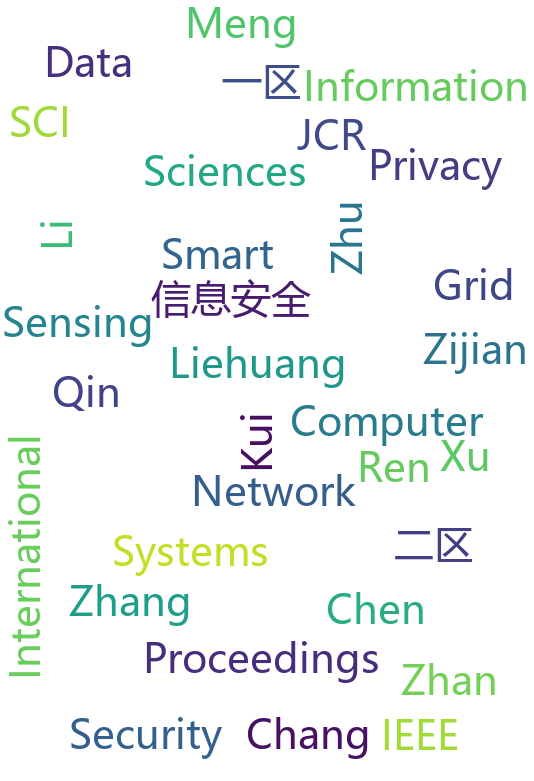 Meng
Data
一区
Information
SCI
JCR
Privacy
Sciences
Li
Zhu
Smart
Grid
信息安全
Sensing
Zijian
Liehuang
Qin
Computer
Kui
Xu
Ren
Network
International
二区
Systems
Zhang
Chen
Proceedings
Zhan
Security
Chang
IEEE